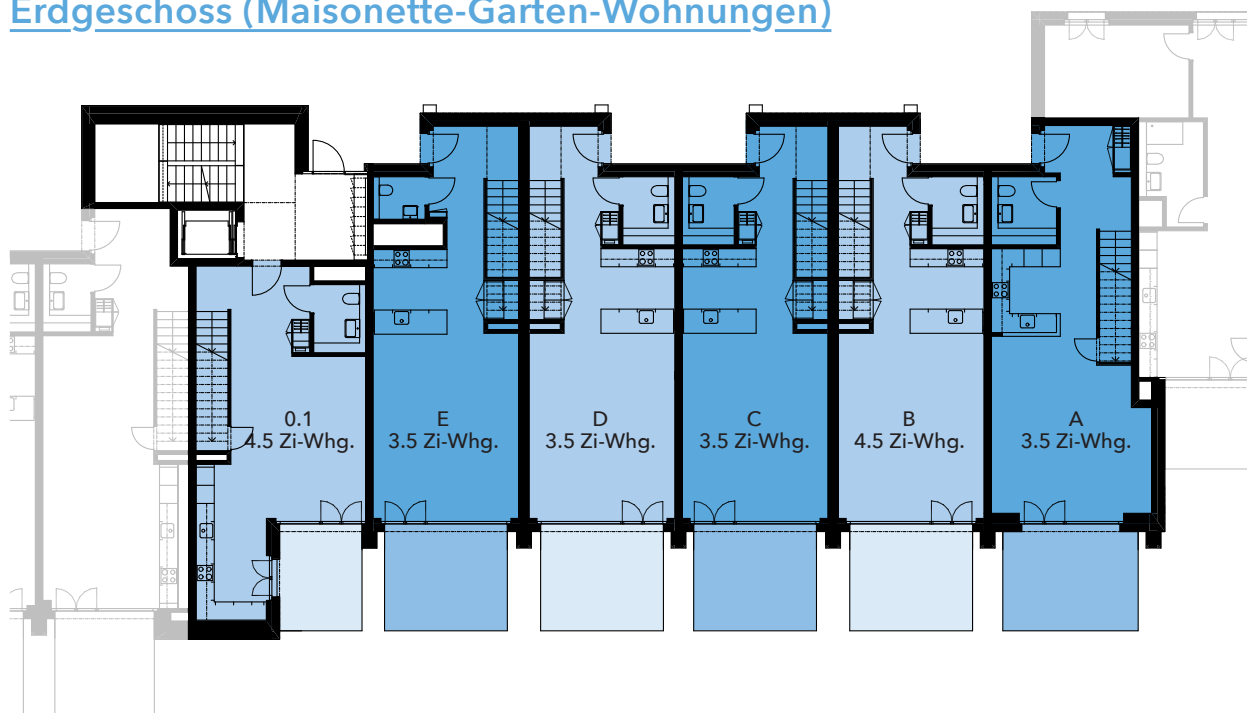 Erdgeschoss (Maisonette-Garten-Wohnungen)
0.1
4.5 Zi-Whg.
E
3.5 Zi-Whg.
D
3.5 Zi-Whg.
C
3.5 Zi-Whg.
B
4.5 Zi-Whg.
A
3.5 Zi-Whg.